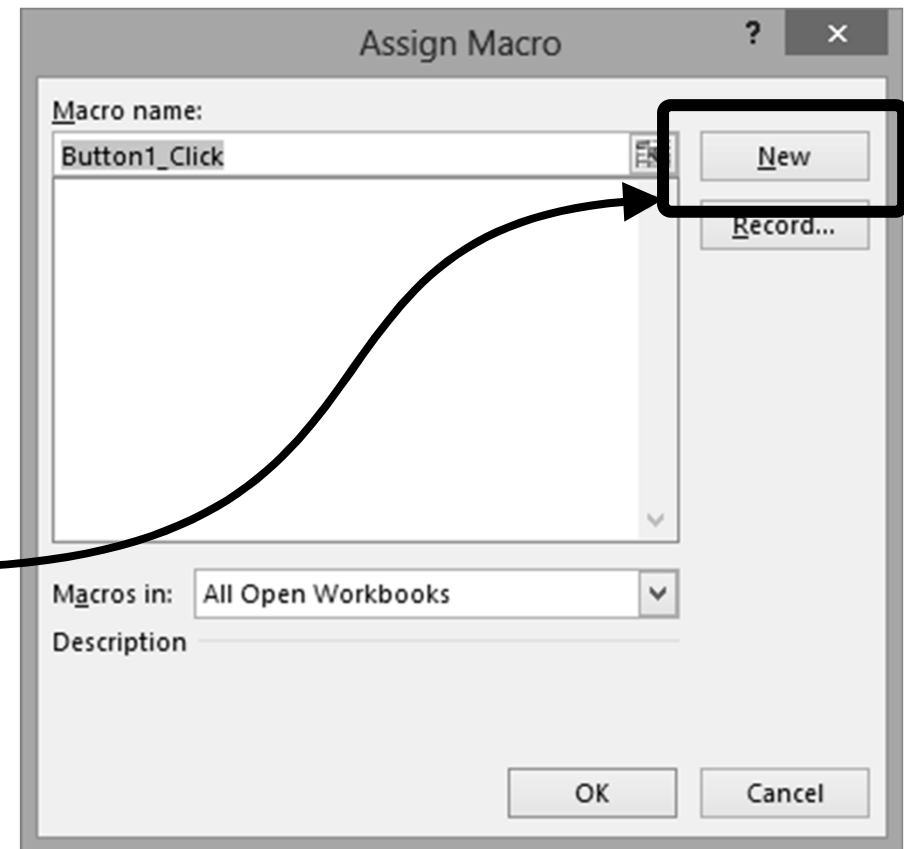 Assign Macro
? ×
Macro name:
Button1_Click
New
Record...
Macros in: All Open Workbooks
Description
OK Cancel